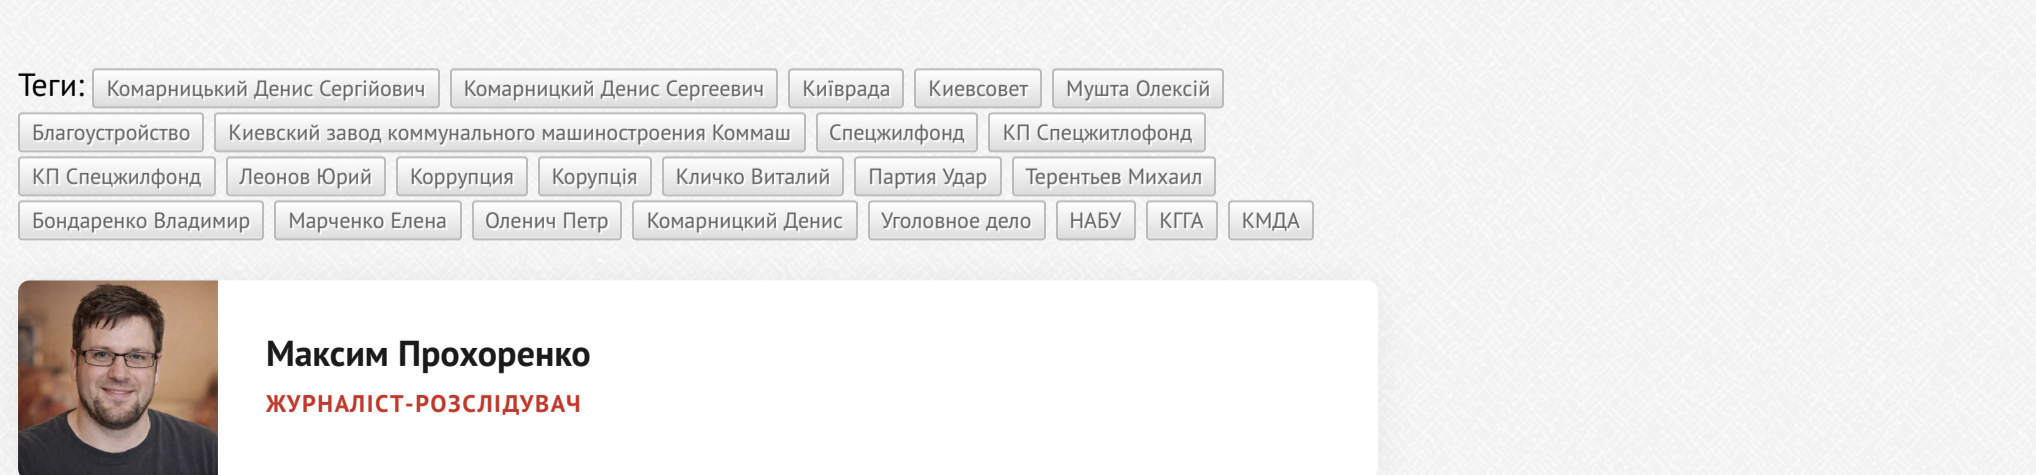 Теги: Комарницький Денис Сергійович Комарницкий Денис Сергеевич Київрада Киевсовет Мушта Олексій
Благоустройство Киевский завод коммунального машиностроения Коммаш Спецжилфонд КП Спецжитлофонд
КП Спецжилфонд Леонов Юрий Коррупция Корупція Кличко Виталий Партия Удар Терентьев Михаил
Бондаренко Владимир Марченко Елена Оленич Петр Комарницкий Денис Уголовное дело НАБУ КГГА КМДА
Максим Прохоренко
ЖУРНАЛІСТ-РОЗСЛІДУВАЧ